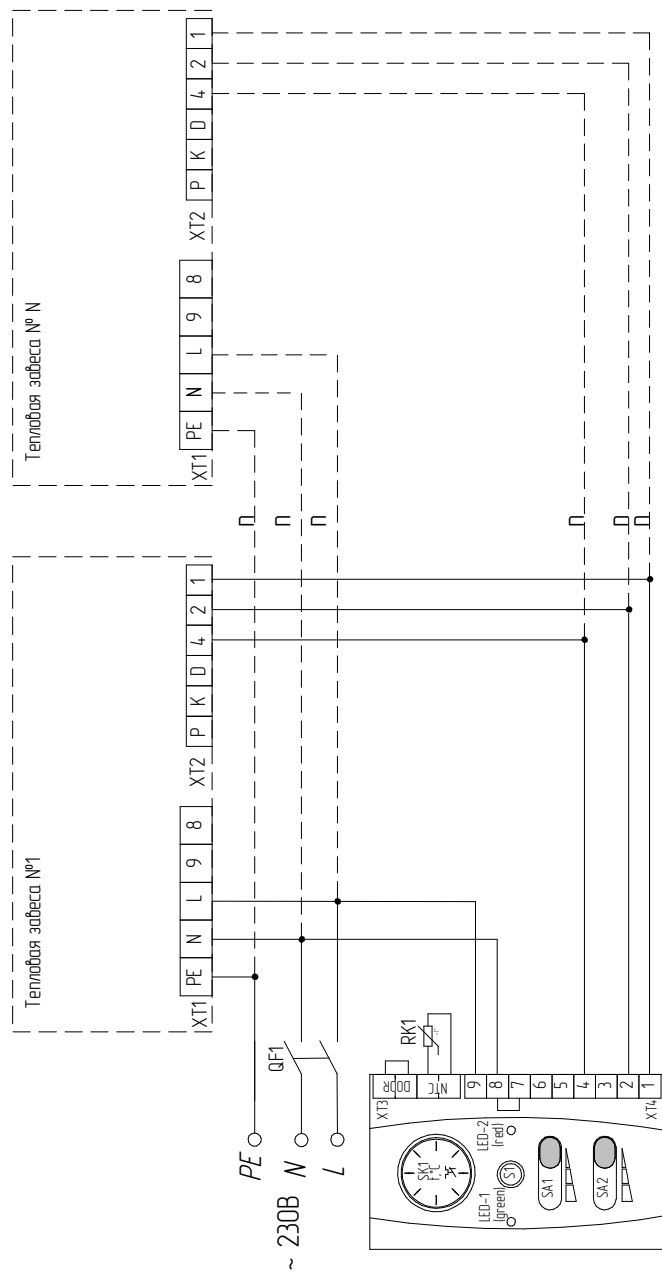 Тепловая завеса №1
XT1
PE N L 9 8
XT2
P K D 4 2 1
Тепловая завеса № N
XT1
PE N L 9 8
XT2
P K D 4 2 1
n
n
n
n
n
n
~ 230В
PE
N
L
QF1
RK1
XT3
DOOR
NTC
9
8
7
6
5
4
3
2
1
XT4
SK1
t,°C
LED-1
(green)
LED-2
(red)
S1
SA1
SA2